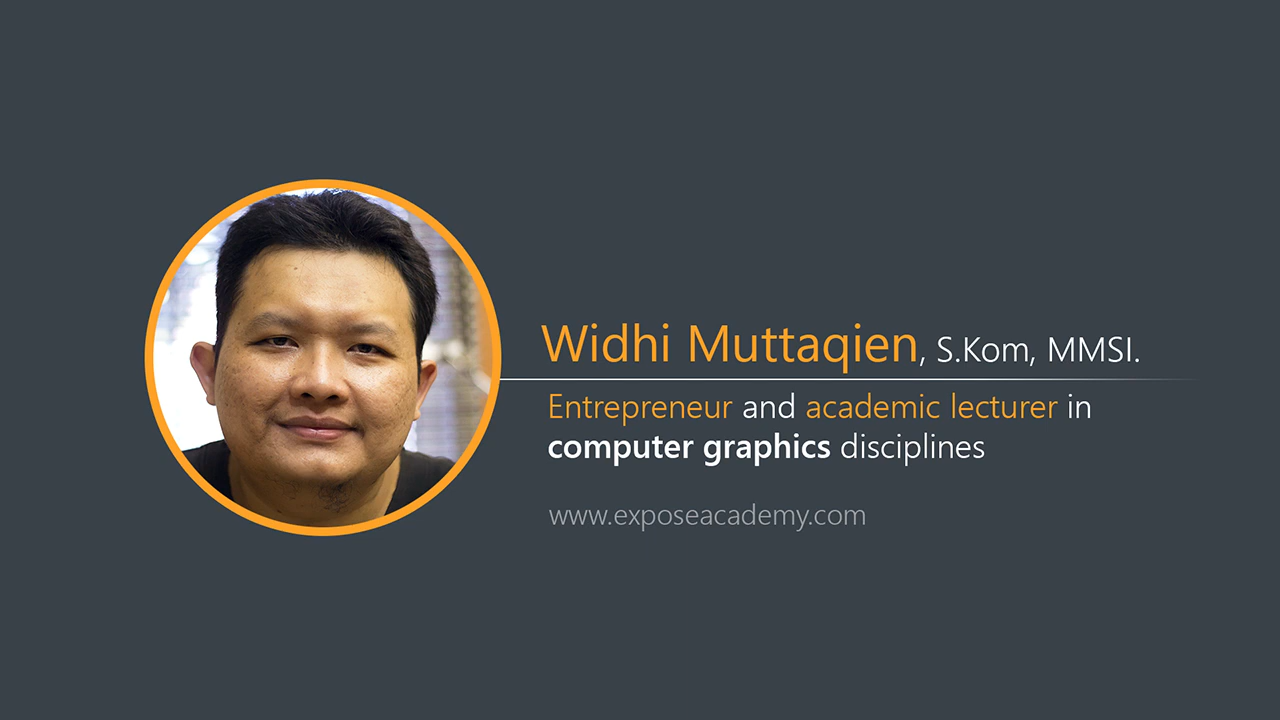 Widhi Muttaqien, S.Kom, MMSI.
Entrepreneur and academic lecturer in
computer graphics disciplines
www.exposeacademy.com